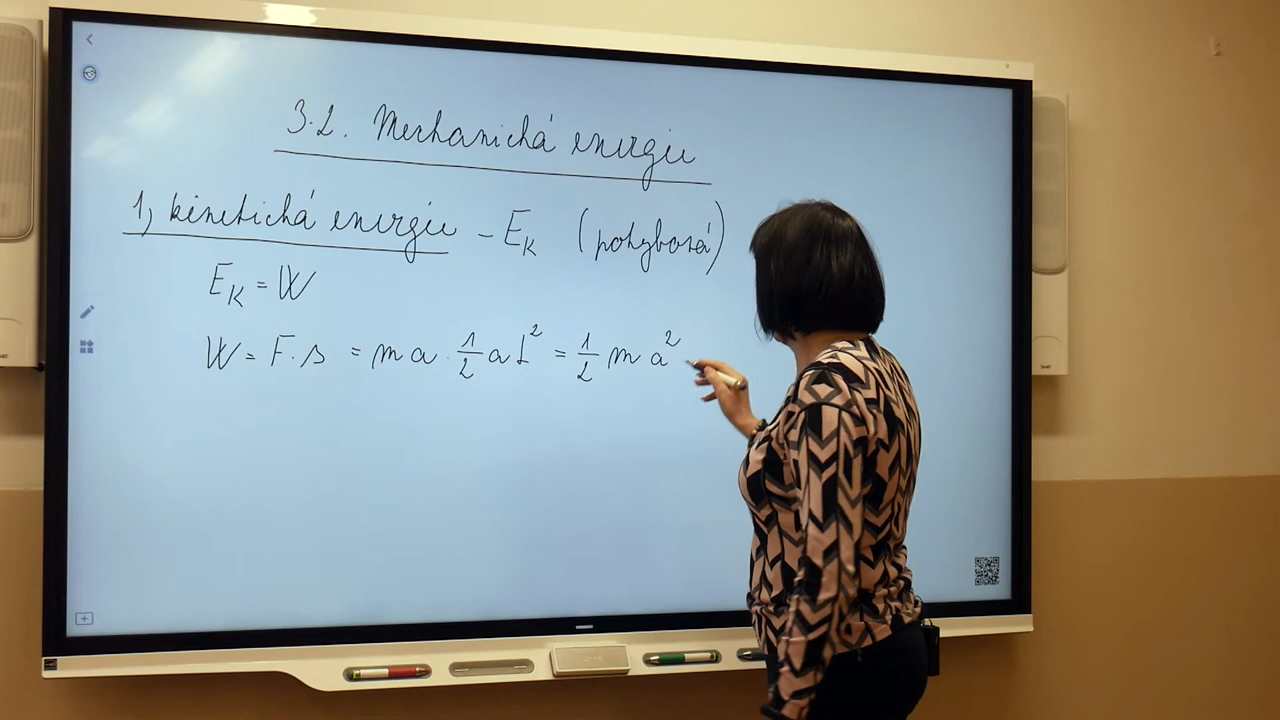 3.2. Mechanická energie
1, kinetická energie - EK (pohybová)
EK = W
W = F.s = m a . 1/2 a t² = 1/2 m a²